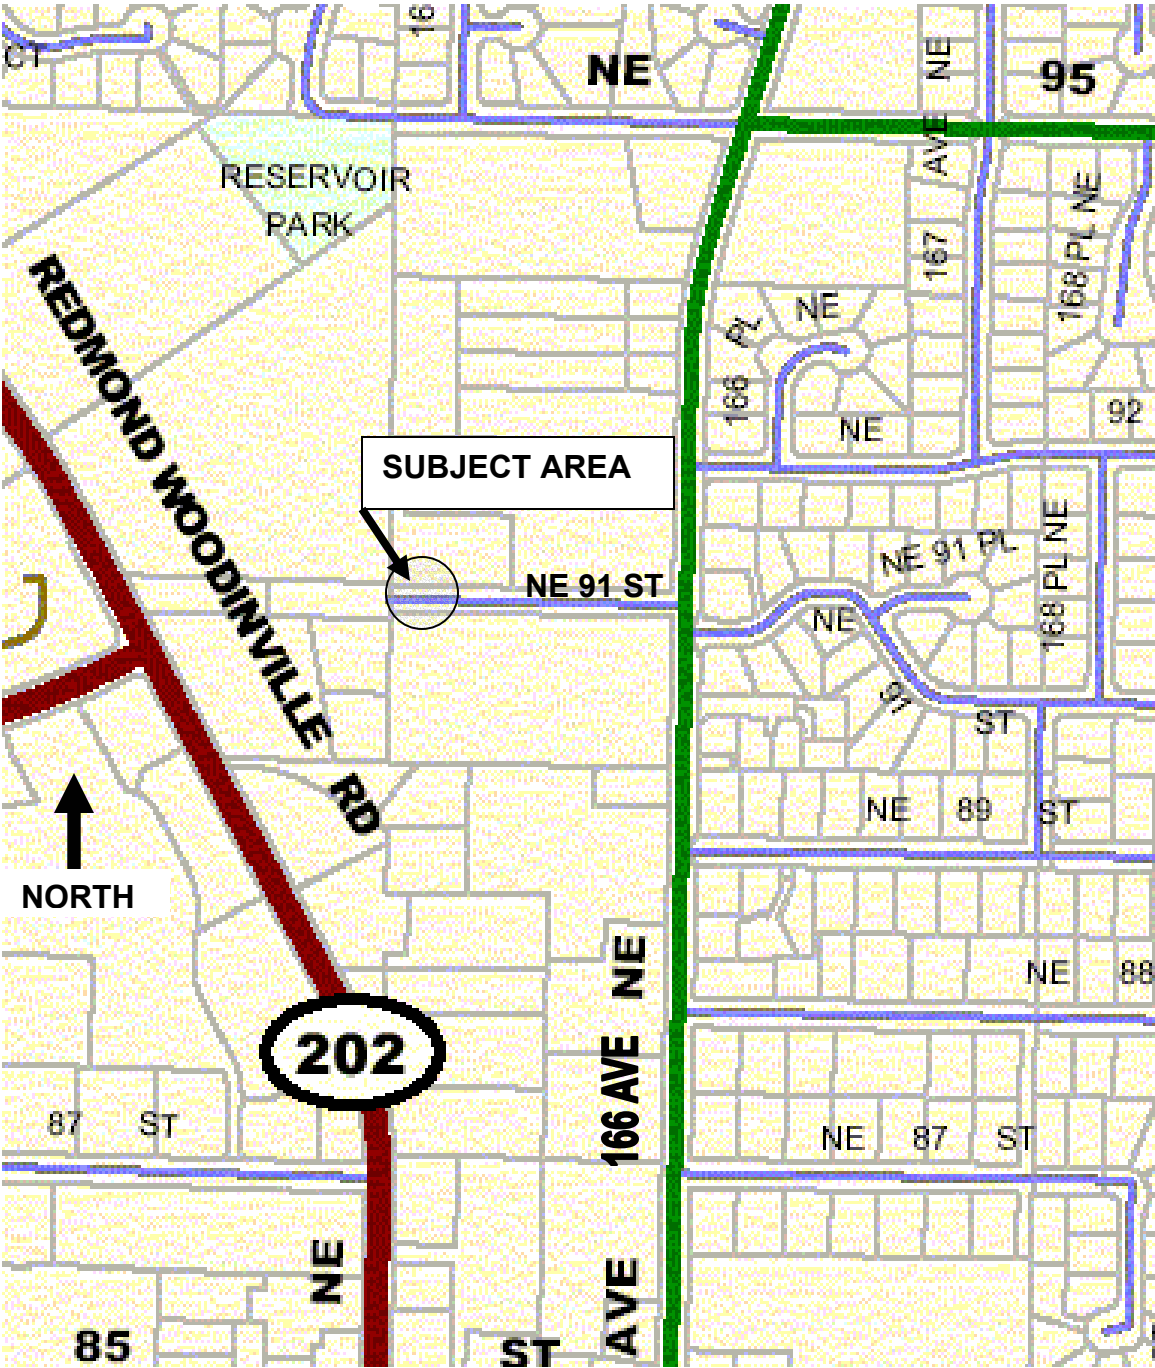 16
CT
NE
NE
95
AVE
RESERVOIR
PARK
168 PL NE
167
REDMOND WOODINVILLE RD
NE
PL
166
92
NE
SUBJECT AREA
NE 91 PL
168 PL NE
NE 91 ST
NE
91
ST
NE 89 ST
NORTH
NE
NE 88
202
166 AVE
87 ST
NE 87 ST
NE
AVE
85
ST